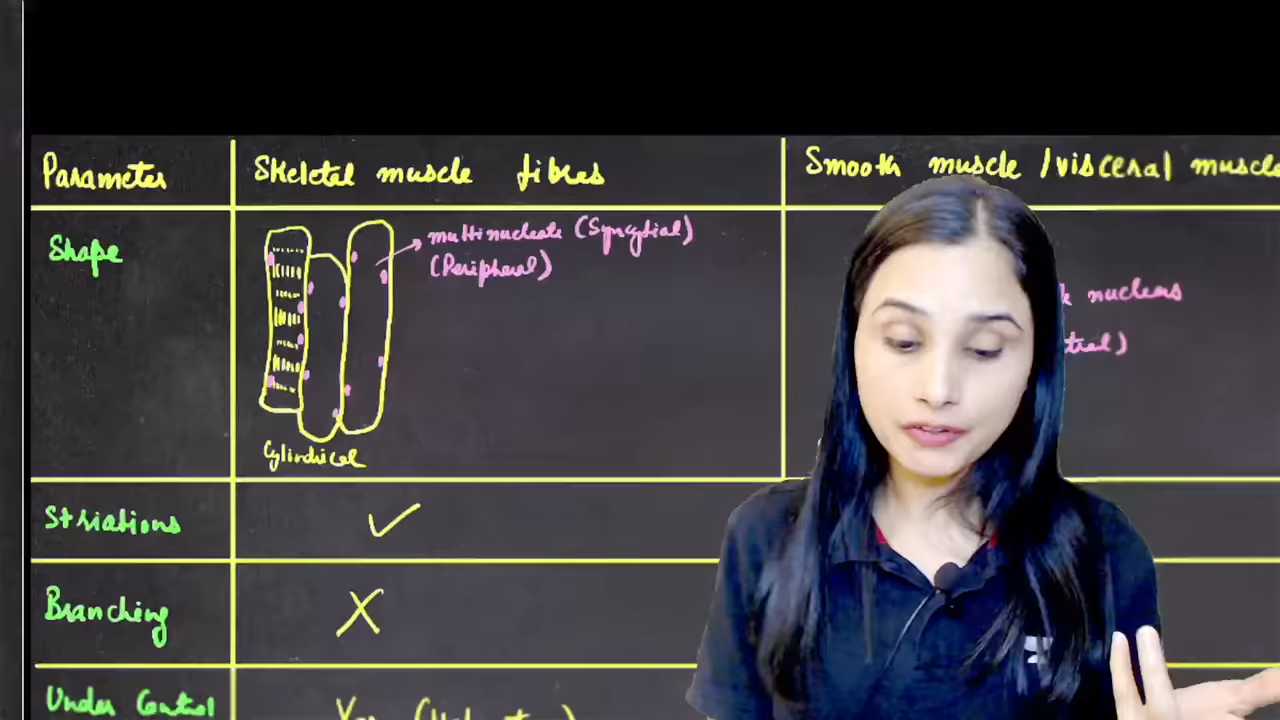 Parameter Skeletal muscle fibres Smooth muscle /visceral muscle
Shape
multinucleate (Syncytial)
(Peripheral)
nucleus
Cylindrical
Striations ✓
Branching X
Under Control